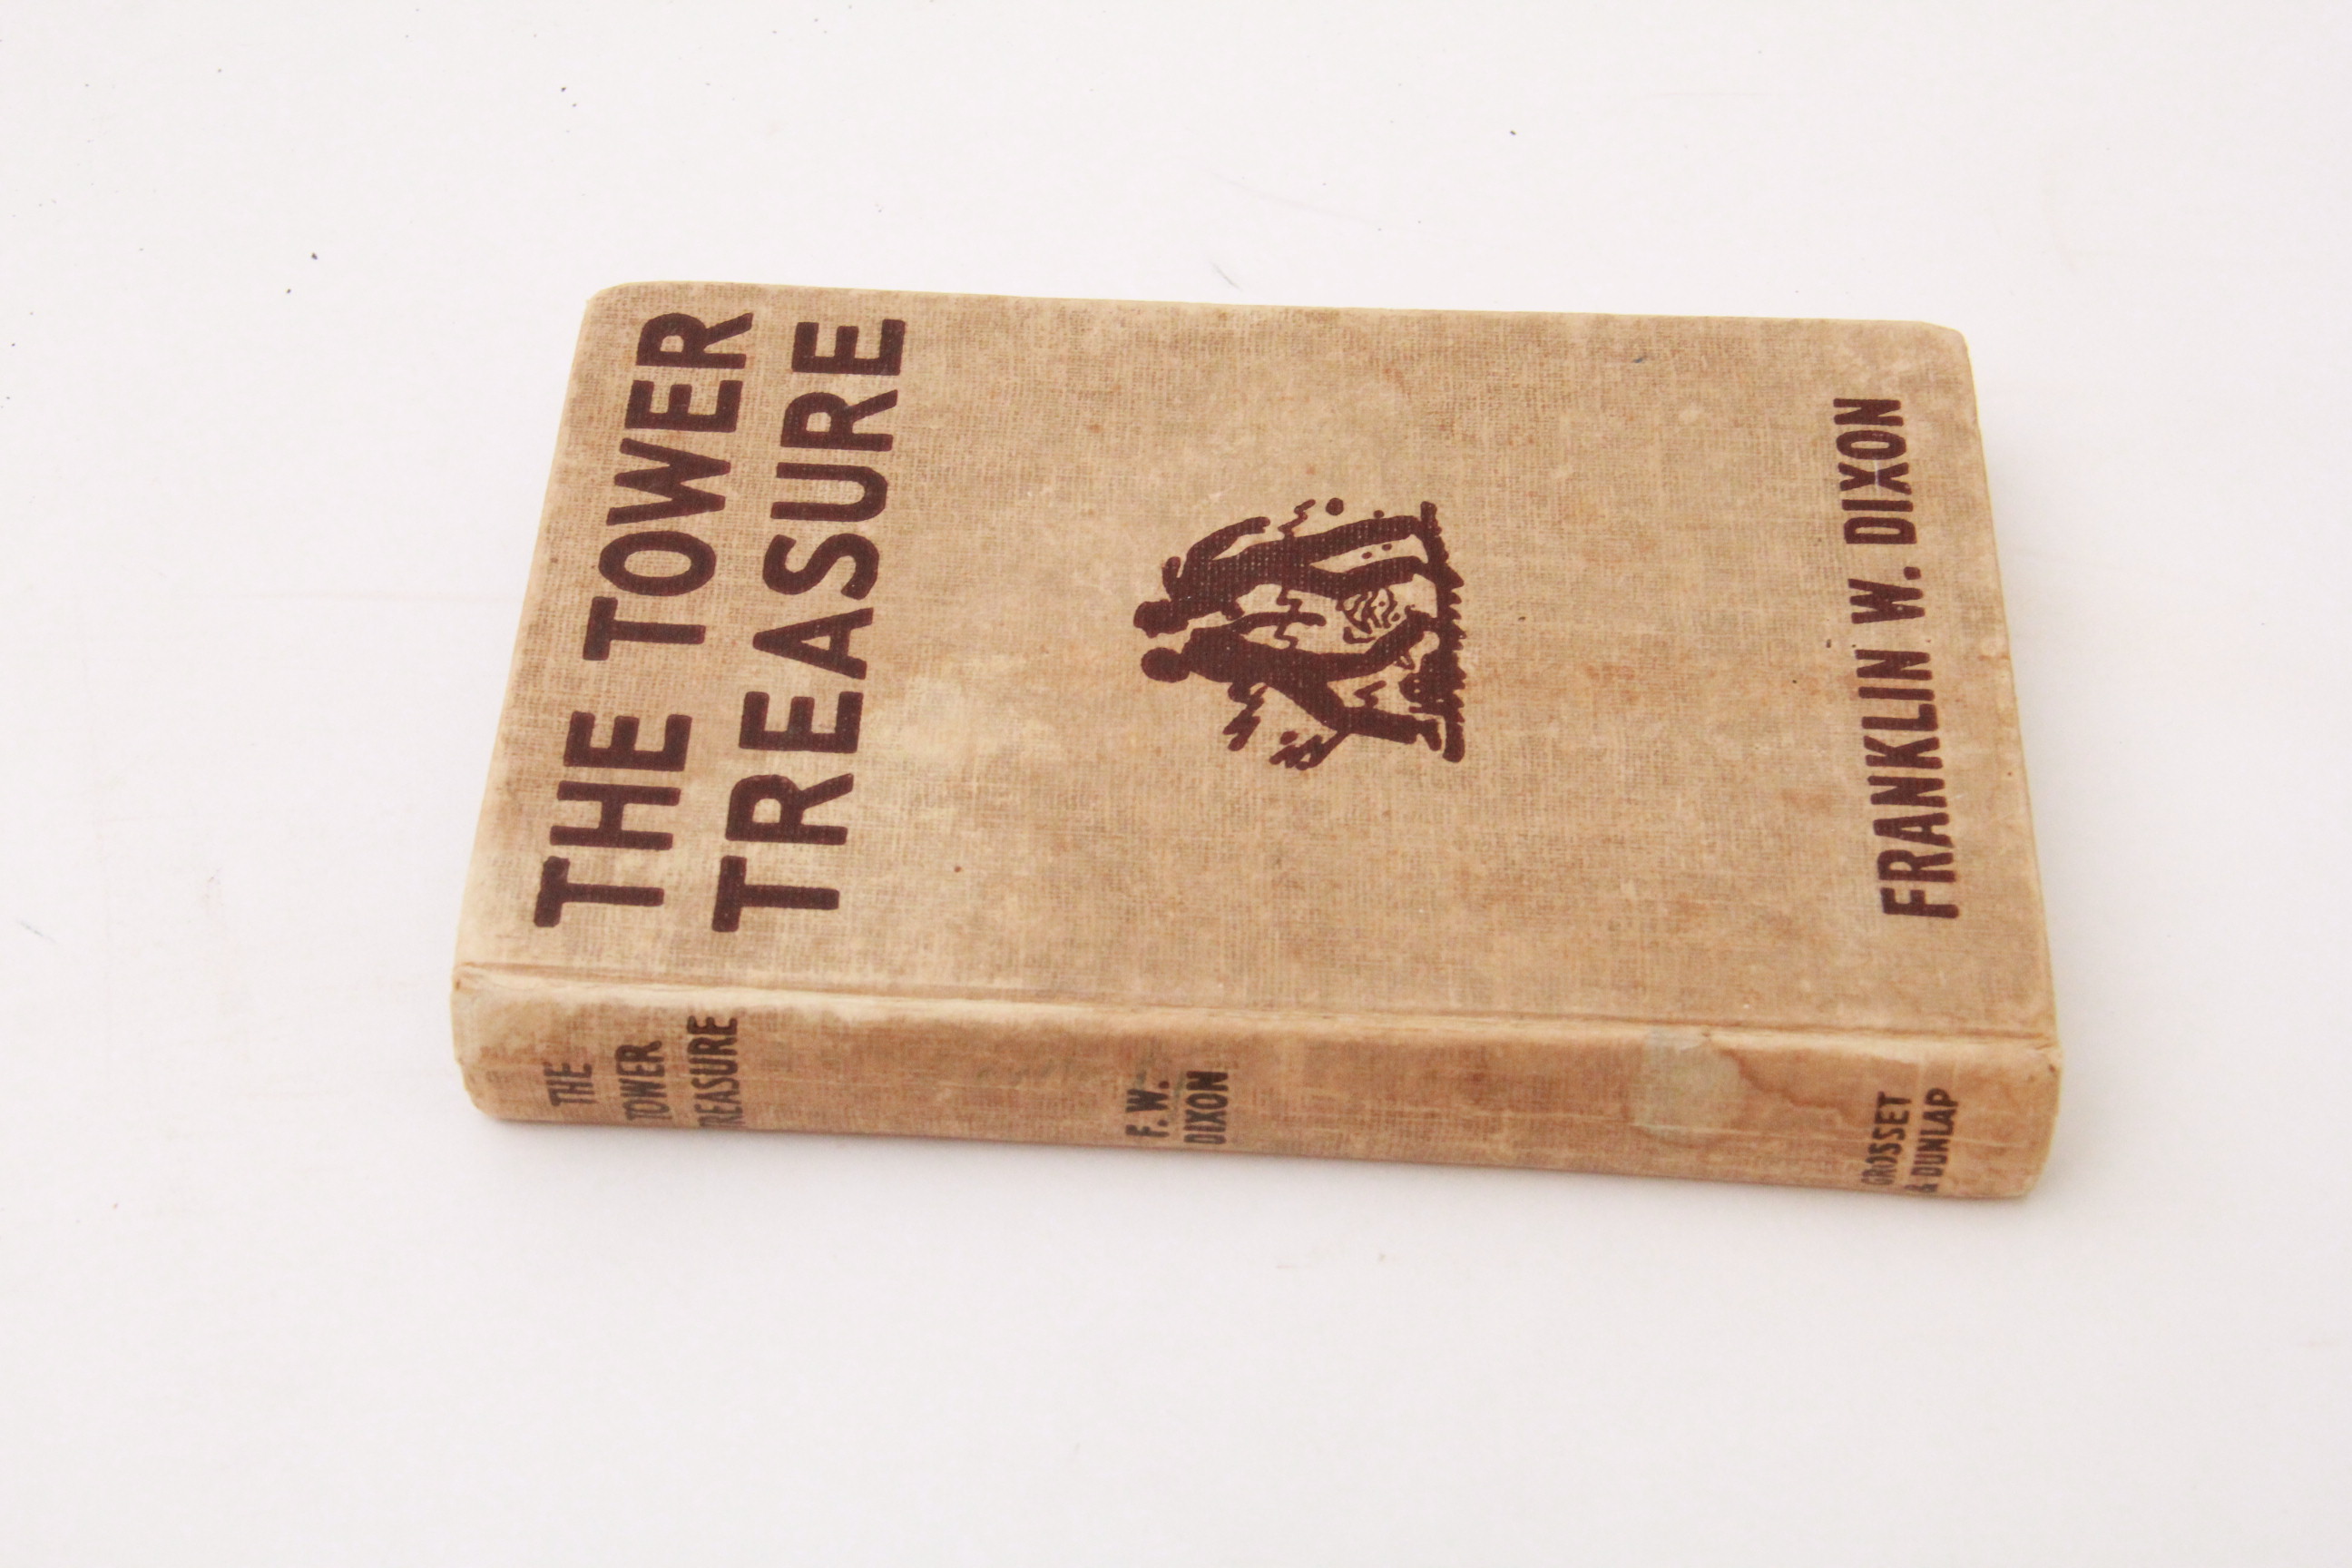 THE TOWER
TREASURE
FRANKLIN W. DIXON
THE
TOWER
TREASURE
F. W.
DIXON
GROSSET
& DUNLAP